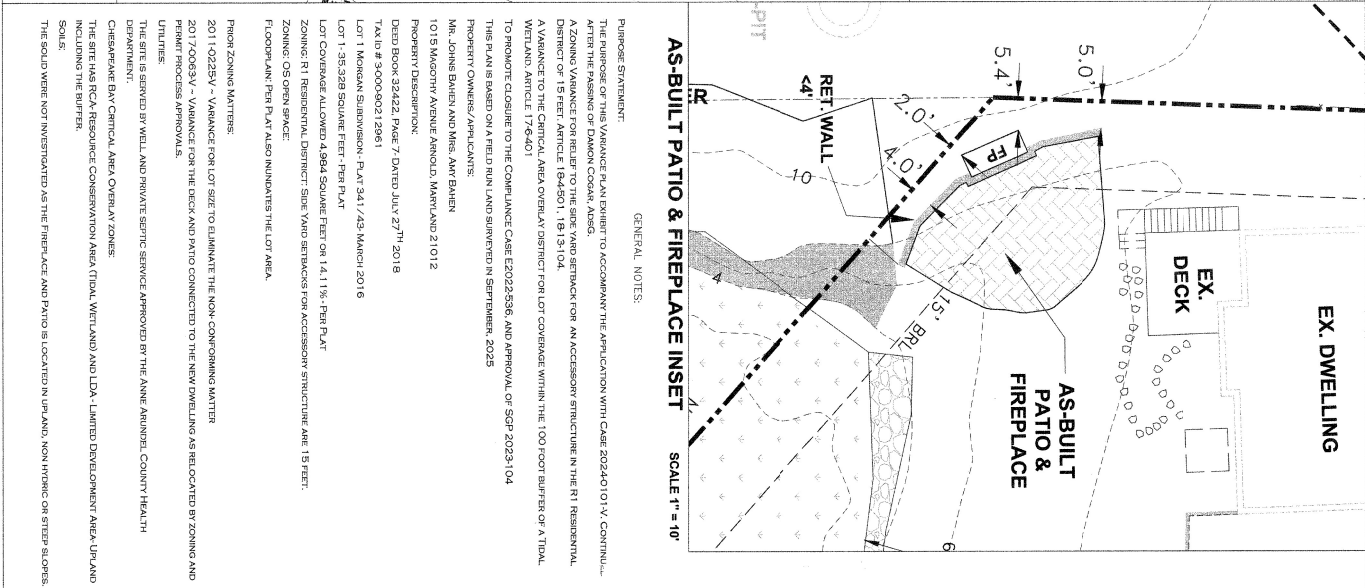 EX. DWELLING
EX.
DECK
AS-BUILT
PATIO &
FIREPLACE
5.0'
5.4'
2.0'
4.0'
FP
RET. WALL
<4'
10
4
15' BRL
6
AS-BUILT PATIO & FIREPLACE INSET SCALE 1" = 10'
GENERAL NOTES:
PURPOSE STATEMENT:
THE PURPOSE OF THIS VARIANCE PLAN EXHIBIT TO ACCOMPANY THE APPLICATION WITH CASE 2024-0101-V. CONTINUE
AFTER THE PASSING OF DAMON COGAR, ADSG.
A ZONING VARIANCE FOR RELIEF TO THE SIDE YARD SETBACK FOR AN ACCESSORY STRUCTURE IN THE R1 RESIDENTIAL
DISTRICT OF 15 FEET. ARTICLE 18-4-501, 18-13-104.
A VARIANCE TO THE CRITICAL AREA OVERLAY DISTRICT FOR LOT COVERAGE WITHIN THE 100 FOOT BUFFER OF A TIDAL
WETLAND. ARTICLE 17-6-401
TO PROMOTE CLOSURE TO THE COMPLIANCE CASE E2022-536, AND APPROVAL OF SGP 2023-104
THIS PLAN IS BASED ON A FIELD RUN LAND SURVEYED IN SEPTEMBER, 2025
PROPERTY OWNERS/APPLICANTS:
MR. JOHNS BAHEN AND MRS. AMY BAHEN
1015 MAGOTHY AVENUE ARNOLD, MARYLAND 21012
PROPERTY DESCRIPTION:
DEED BOOK 32422, PAGE 7- DATED JULY 27TH 2018
TAX ID # 3-000-90212961
LOT 1 MORGAN SUBDIVISION - PLAT 341/43- MARCH 2016
LOT 1- 35,328 SQUARE FEET - PER PLAT
LOT COVERAGE ALLOWED 4,984 SQUARE FEET OR 14.11%- PER PLAT
ZONING: R1 RESIDENTIAL DISTRICT: SIDE YARD SETBACKS FOR ACCESSORY STRUCTURE ARE 15 FEET.
ZONING: OS OPEN SPACE:
FLOODPLAIN: PER PLAT ALSO INUNDATES THE LOT AREA.
PRIOR ZONING MATTERS:
2011-0225-V ~ VARIANCE FOR LOT SIZE TO ELIMINATE THE NON- CONFORMING MATTER
2017-0063-V ~ VARIANCE FOR THE DECK AND PATIO CONNECTED TO THE NEW DWELLING AS RELOCATED BY ZONING AND
PERMIT PROCESS APPROVALS.
UTILITIES:
THE SITE IS SERVED BY WELL AND PRIVATE SEPTIC SERVICE APPROVED BY THE ANNE ARUNDEL COUNTY HEALTH
DEPARTMENT.
CHESAPEAKE BAY CRITICAL AREA OVERLAY ZONES:
THE SITE HAS RCA- RESOURCE CONSERVATION AREA (TIDAL WETLAND) AND LDA - LIMITED DEVELOPMENT AREA- UPLAND
INCLUDING THE BUFFER.
SOILS:
THE SOLID WERE NOT INVESTIGATED AS THE FIREPLACE AND PATIO IS LOCATED IN UPLAND, NON HYDRIC OR STEEP SLOPES.